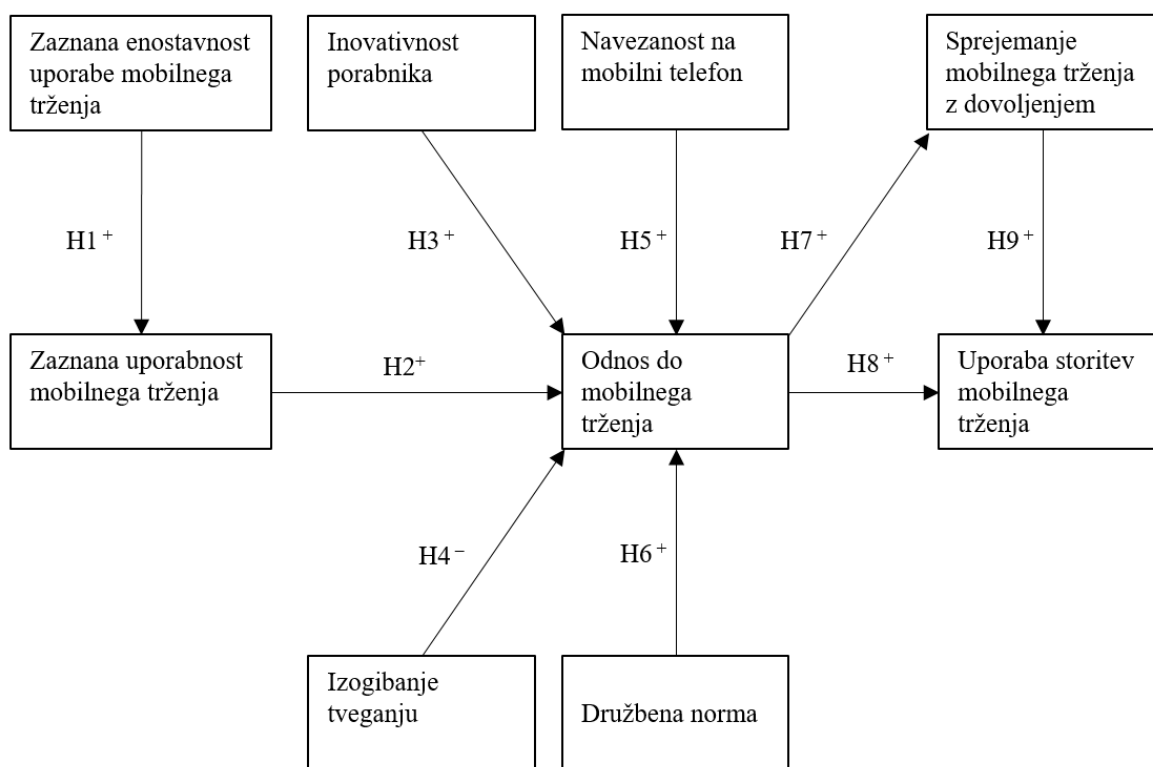 Zaznana enostavnost
uporabe mobilnega
trženja
Inovativnost
porabnika
Navezanost na
mobilni telefon
Sprejemanje
mobilnega trženja
z dovoljenjem
H1 +
H3 +
H5 +
H7 +
H9 +
Zaznana uporabnost
mobilnega trženja
H2+
Odnos do
mobilnega
trženja
H8 +
Uporaba storitev
mobilnega
trženja
H4 −
H6 +
Izogibanje
tveganju
Družbena norma